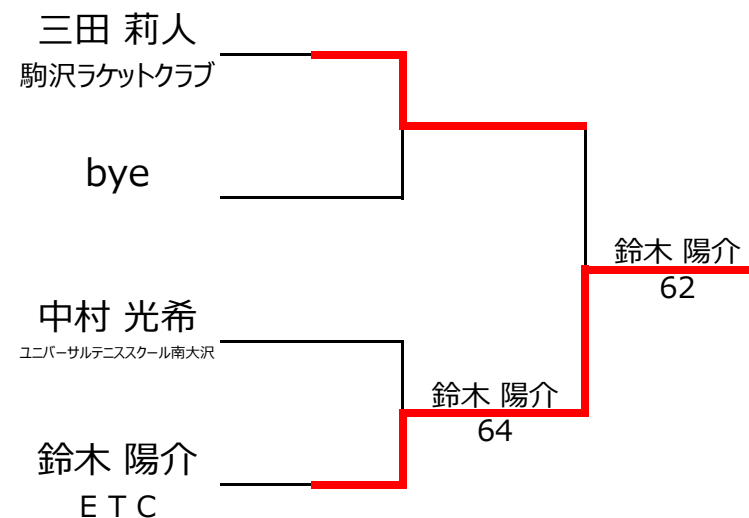 三田 莉人
駒沢ラケットクラブ
bye
鈴木 陽介
62
中村 光希
ユニバーサルテニススクール南大沢
鈴木 陽介
64
鈴木 陽介
ＥＴＣ